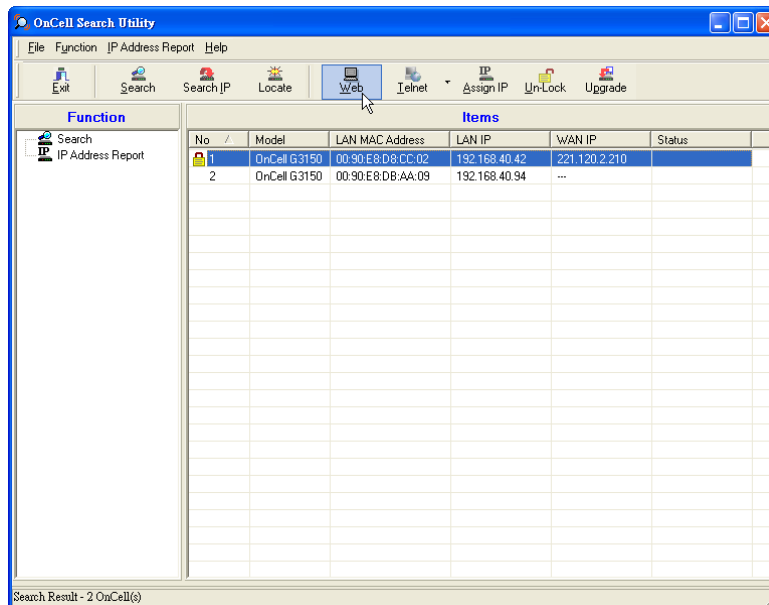 OnCell Search Utility
File Function IP Address Report Help
Exit Search Search IP Locate Web Telnet IP Assign IP Un-Lock Upgrade
Function Items
Search
IP IP Address Report
No Model LAN MAC Address LAN IP WAN IP Status
1 OnCell G3150 00:90:E8:D8:CC:02 192.168.40.42 221.120.2.210
2 OnCell G3150 00:90:E8:DB:AA:09 192.168.40.94 ---
Search Result - 2 OnCell(s)